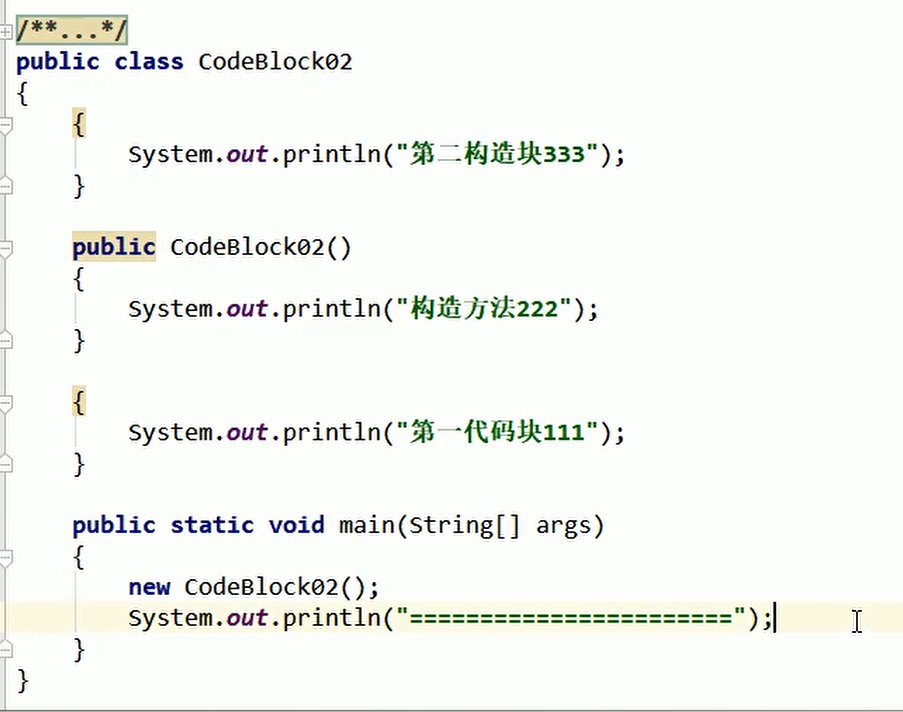 /**...*/
public class CodeBlock02
{
{
System.out.println("第二构造块333");
}
public CodeBlock02()
{
System.out.println("构造方法222");
}
{
System.out.println("第一代码块111");
}
public static void main(String[] args)
{
new CodeBlock02();
System.out.println("=======================");
}
}